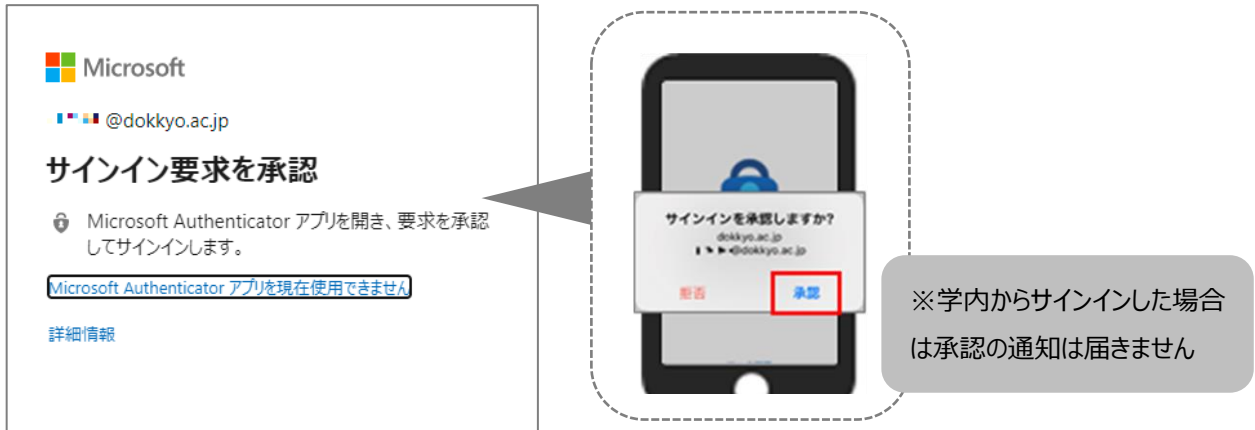 Microsoft
@dokkyo.ac.jp
サインイン要求を承認
Microsoft Authenticator アプリを開き、要求を承認
してサインインします。
Microsoft Authenticator アプリを現在使用できません
詳細情報
サインインを承認しますか?
dokkyo.ac.jp
@dokkyo.ac.jp
拒否
承認
※学内からサインインした場合
は承認の通知は届きません